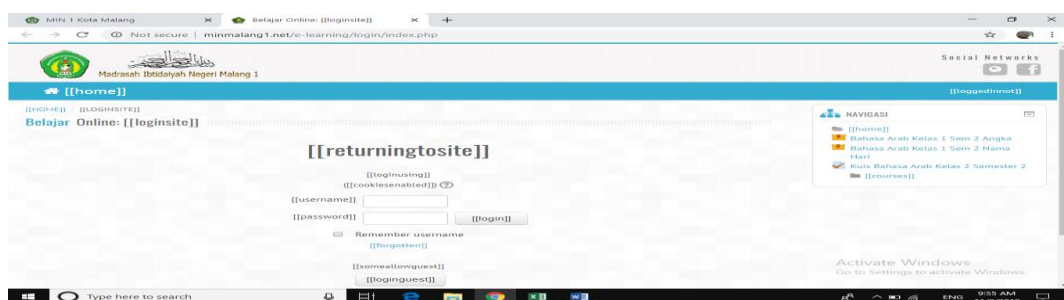 MIN 1 Kota Malang
Belajar Online: [[loginsite]]
Not secure | minmalang1.net/e-learning/login/index.php
Madrasah Ibtidaiyah Negeri Malang 1
Social Networks
[[home]]
[[loggedinnot]]
[[HOME]] / [[LOGINSITE]]
Belajar Online: [[loginsite]]
[[returningtosite]]
[[loginusing]]
([[cookiesenabled]])
[[username]]
[[password]]
[[login]]
Remember username
[[forgotten]]
[[someallowguest]]
[[loginguest]]
NAVIGASI
[[home]]
Bahasa Arab Kelas 1 Sem 2 Angka
Bahasa Arab Kelas 1 Sem 2 Nama
Hari
Kuis Bahasa Arab Kelas 2 Semester 2
[[courses]]
Activate Windows
Go to Settings to activate Windows.
Type here to search
ENG
9:55 AM